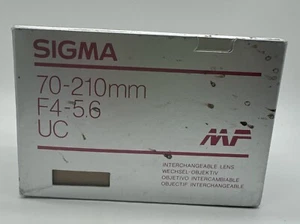 SIGMA
70-210mm
F4-5.6
UC
MF
INTERCHANGEABLE LENS
WECHSEL-OBJEKTIV
OBJETIVO INTERCAMBIABLE
OBJECTIF INTERCHANGEABLE